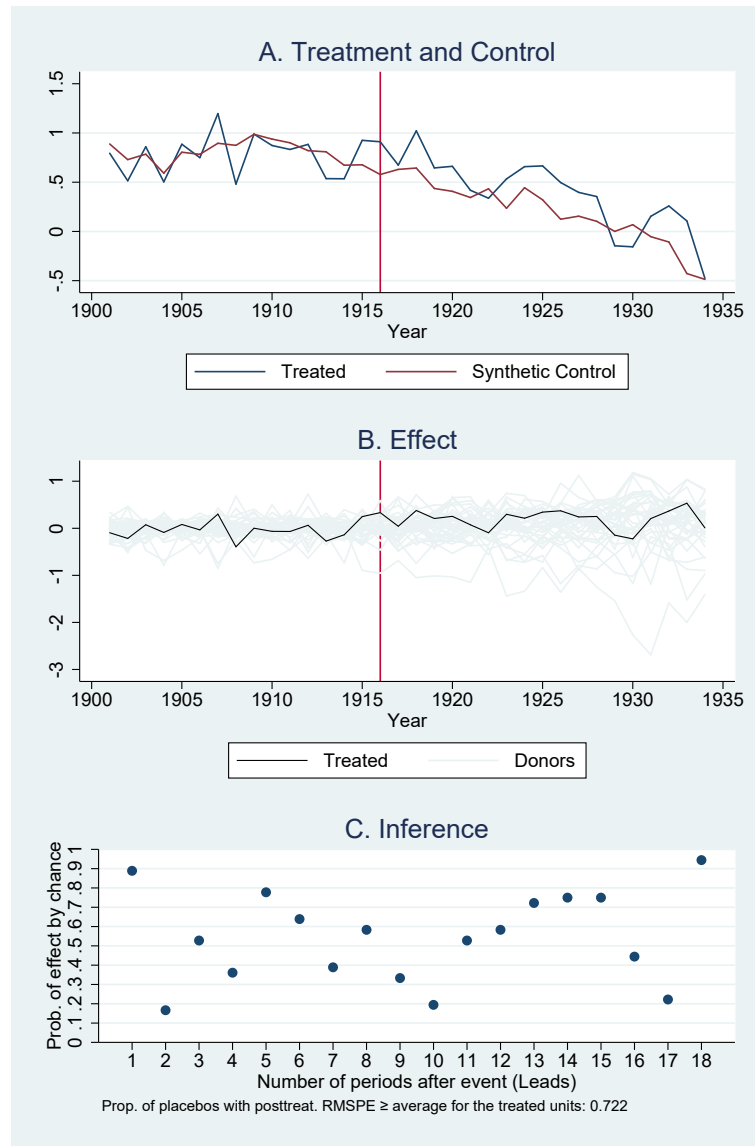 A. Treatment and Control
1.5
1
.5
0
-.5
1900 1905 1910 1915 1920 1925 1930 1935
Year
Treated Synthetic Control
B. Effect
1
0
-1
-2
-3
1900 1905 1910 1915 1920 1925 1930 1935
Year
Treated Donors
C. Inference
Prob. of effect by chance
0 .1 .2 .3 .4 .5 .6 .7 .8 .9 1
1 2 3 4 5 6 7 8 9 10 11 12 13 14 15 16 17 18
Number of periods after event (Leads)
Prop. of placebos with posttreat. RMSPE ≥ average for the treated units: 0.722